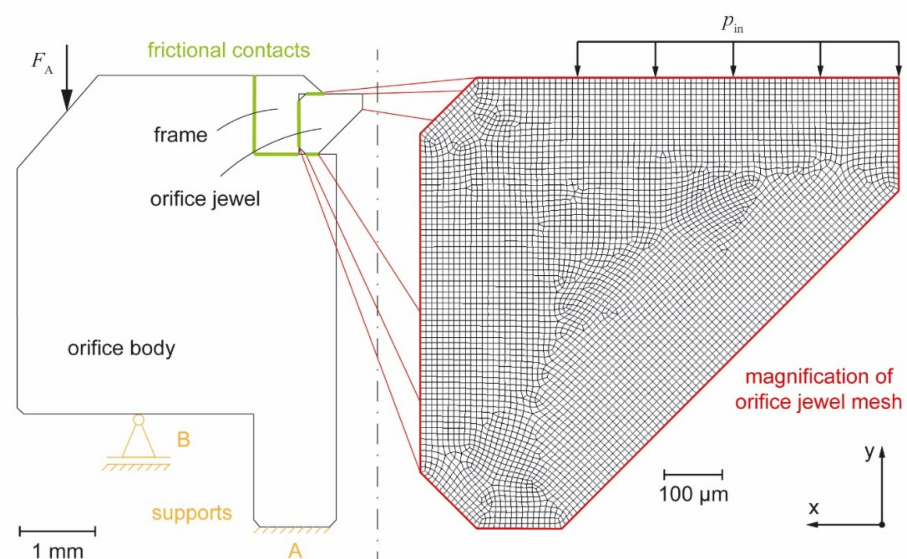 F_A
frictional contacts
frame
orifice jewel
orifice body
B
supports
A
1 mm
p_in
magnification of
orifice jewel mesh
100 µm
y
x